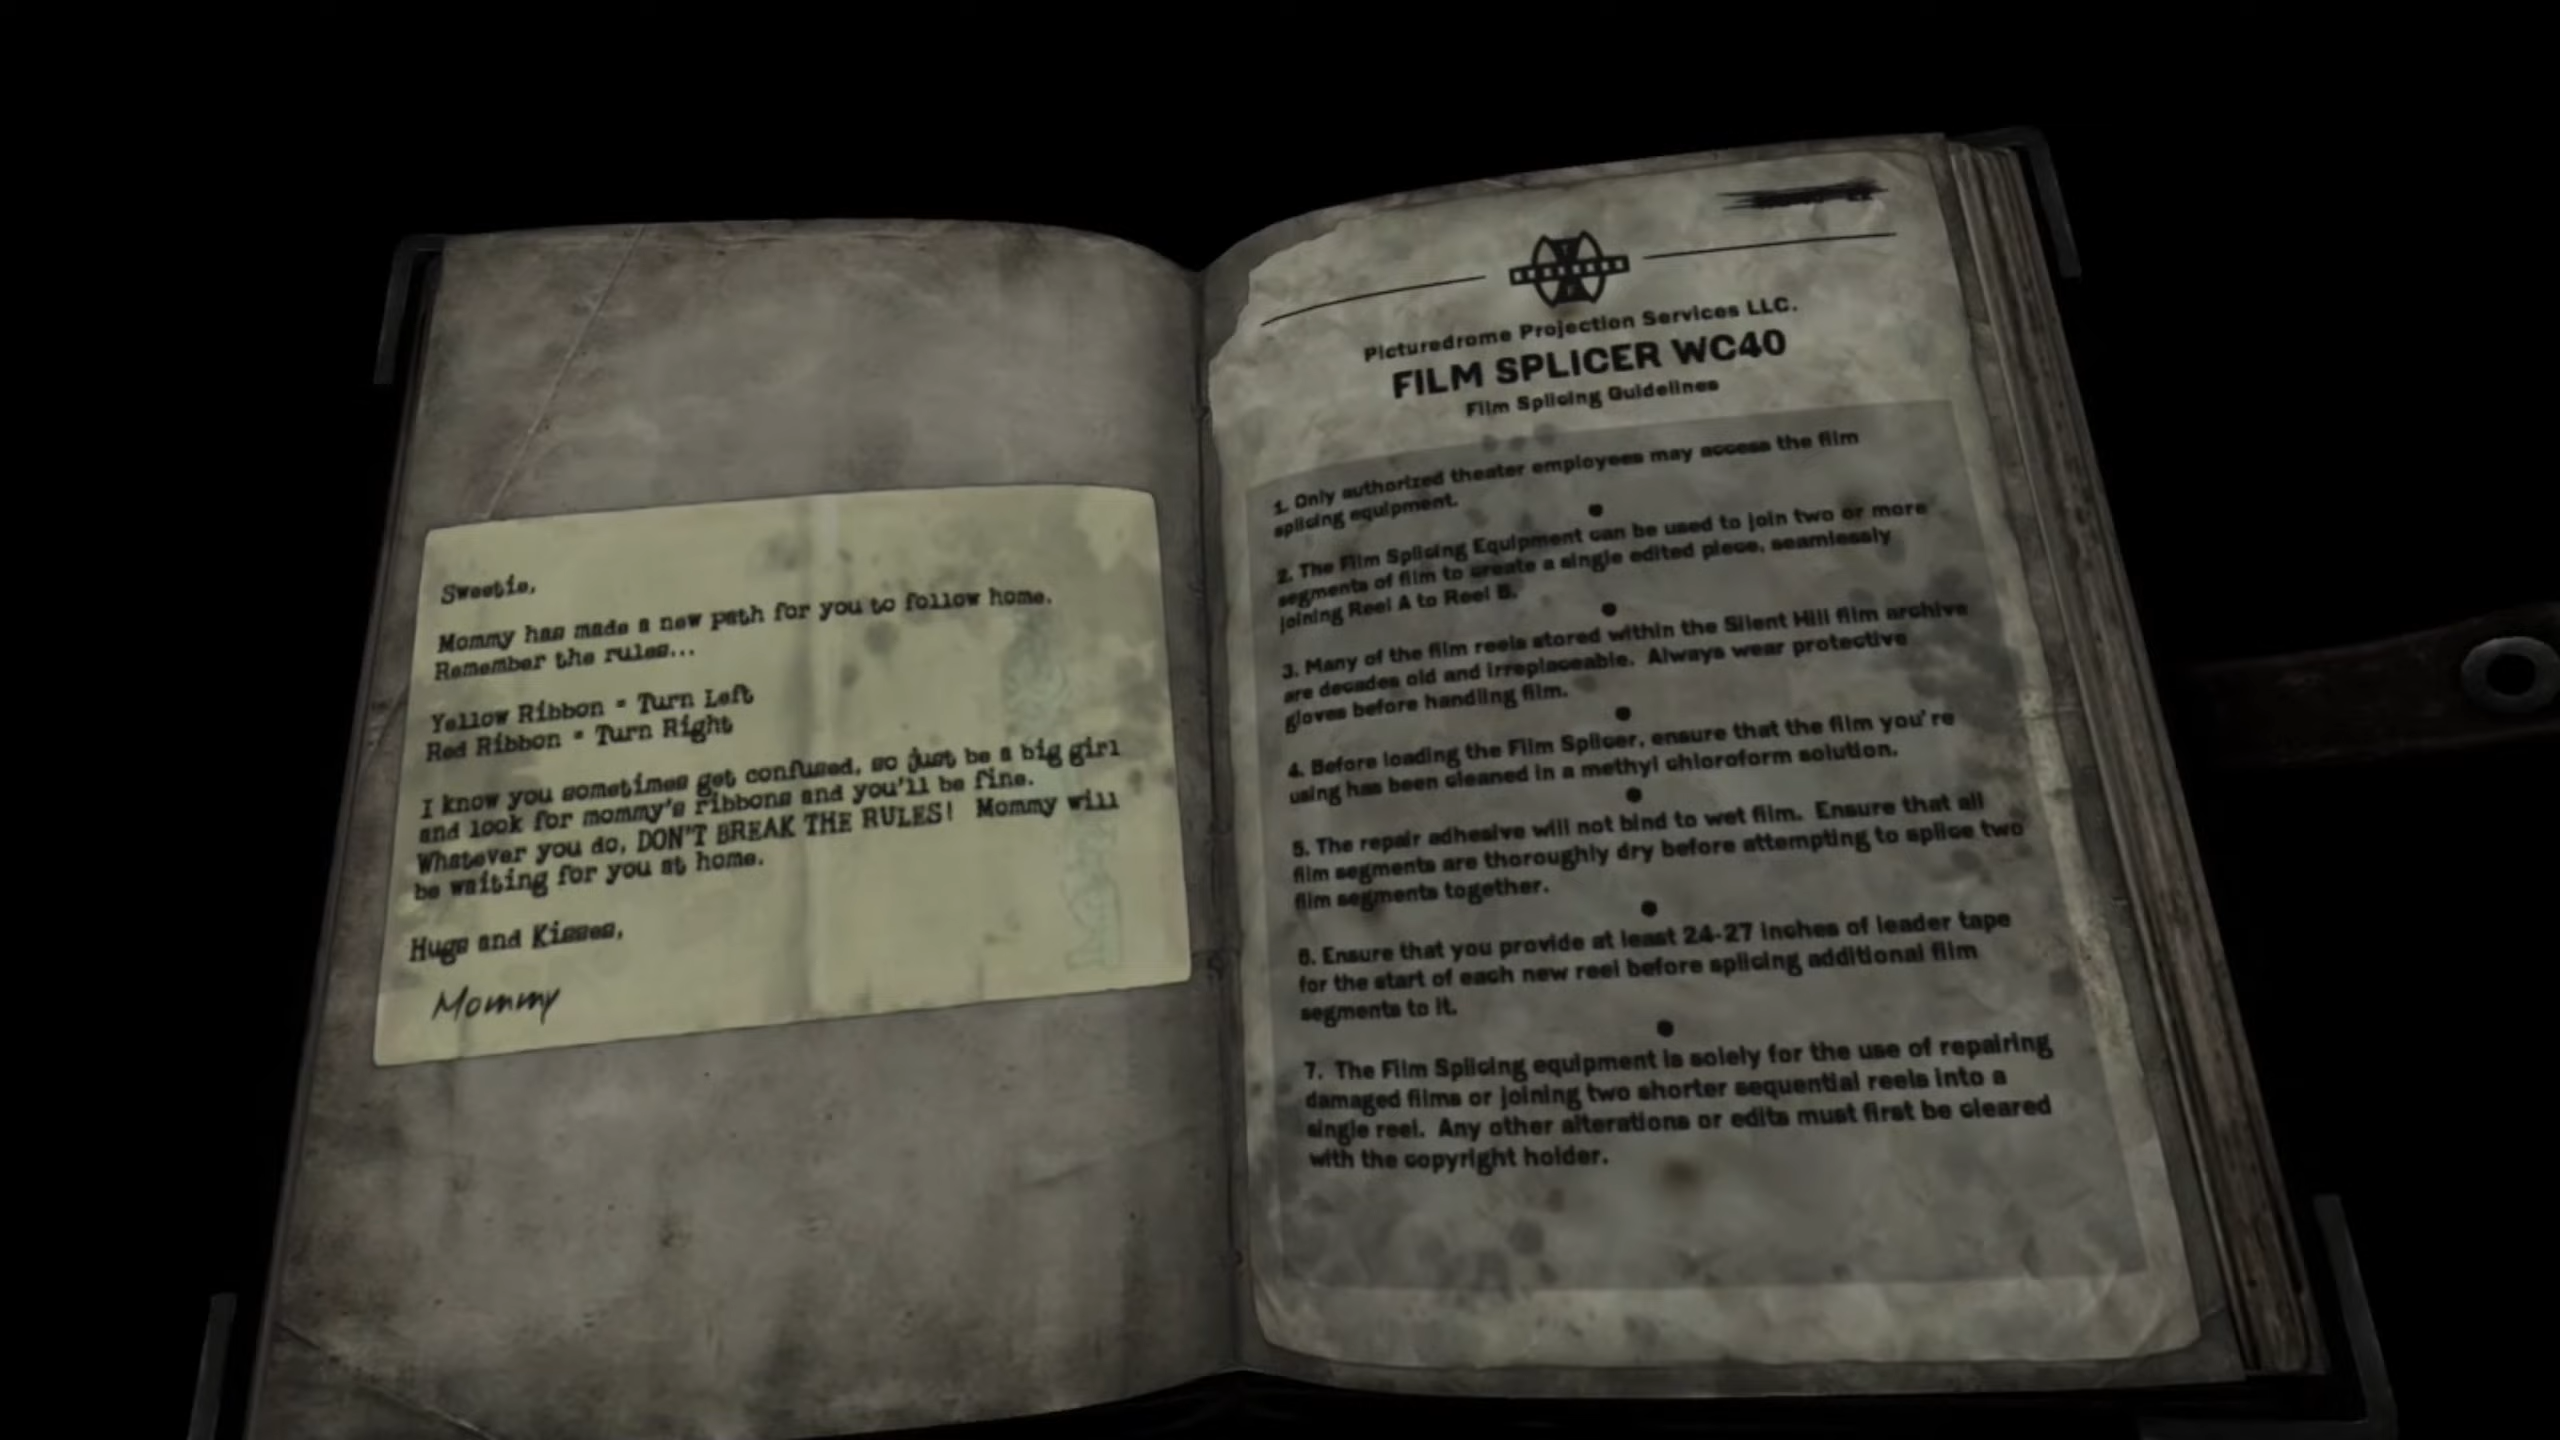 Sweetie,
Mommy has made a new path for you to follow home.
Remember the rules...
Yellow Ribbon = Turn Left
Red Ribbon = Turn Right
I know you sometimes get confused, so just be a big girl
and look for mommy's ribbons and you'll be fine.
Whatever you do, DON'T BREAK THE RULES! Mommy will
be waiting for you at home.
Hugs and Kisses,
Mommy
Picturedrome Projection Services LLC.
FILM SPLICER WC40
Film Splicing Guidelines
1. Only authorized theater employees may access the film
splicing equipment.
2. The Film Splicing Equipment can be used to join two or more
segments of film to create a single edited piece, seamlessly
joining Reel A to Reel B.
3. Many of the film reels stored within the Silent Hill film archive
are decades old and irreplaceable. Always wear protective
gloves before handling film.
4. Before loading the Film Splicer, ensure that the film you're
using has been cleaned in a methyl chloroform solution.
5. The repair adhesive will not bind to wet film. Ensure that all
film segments are thoroughly dry before attempting to splice two
film segments together.
6. Ensure that you provide at least 24-27 inches of leader tape
for the start of each new reel before splicing additional film
segments to it.
7. The Film Splicing equipment is solely for the use of repairing
damaged films or joining two shorter sequential reels into a
single reel. Any other alterations or edits must first be cleared
with the copyright holder.